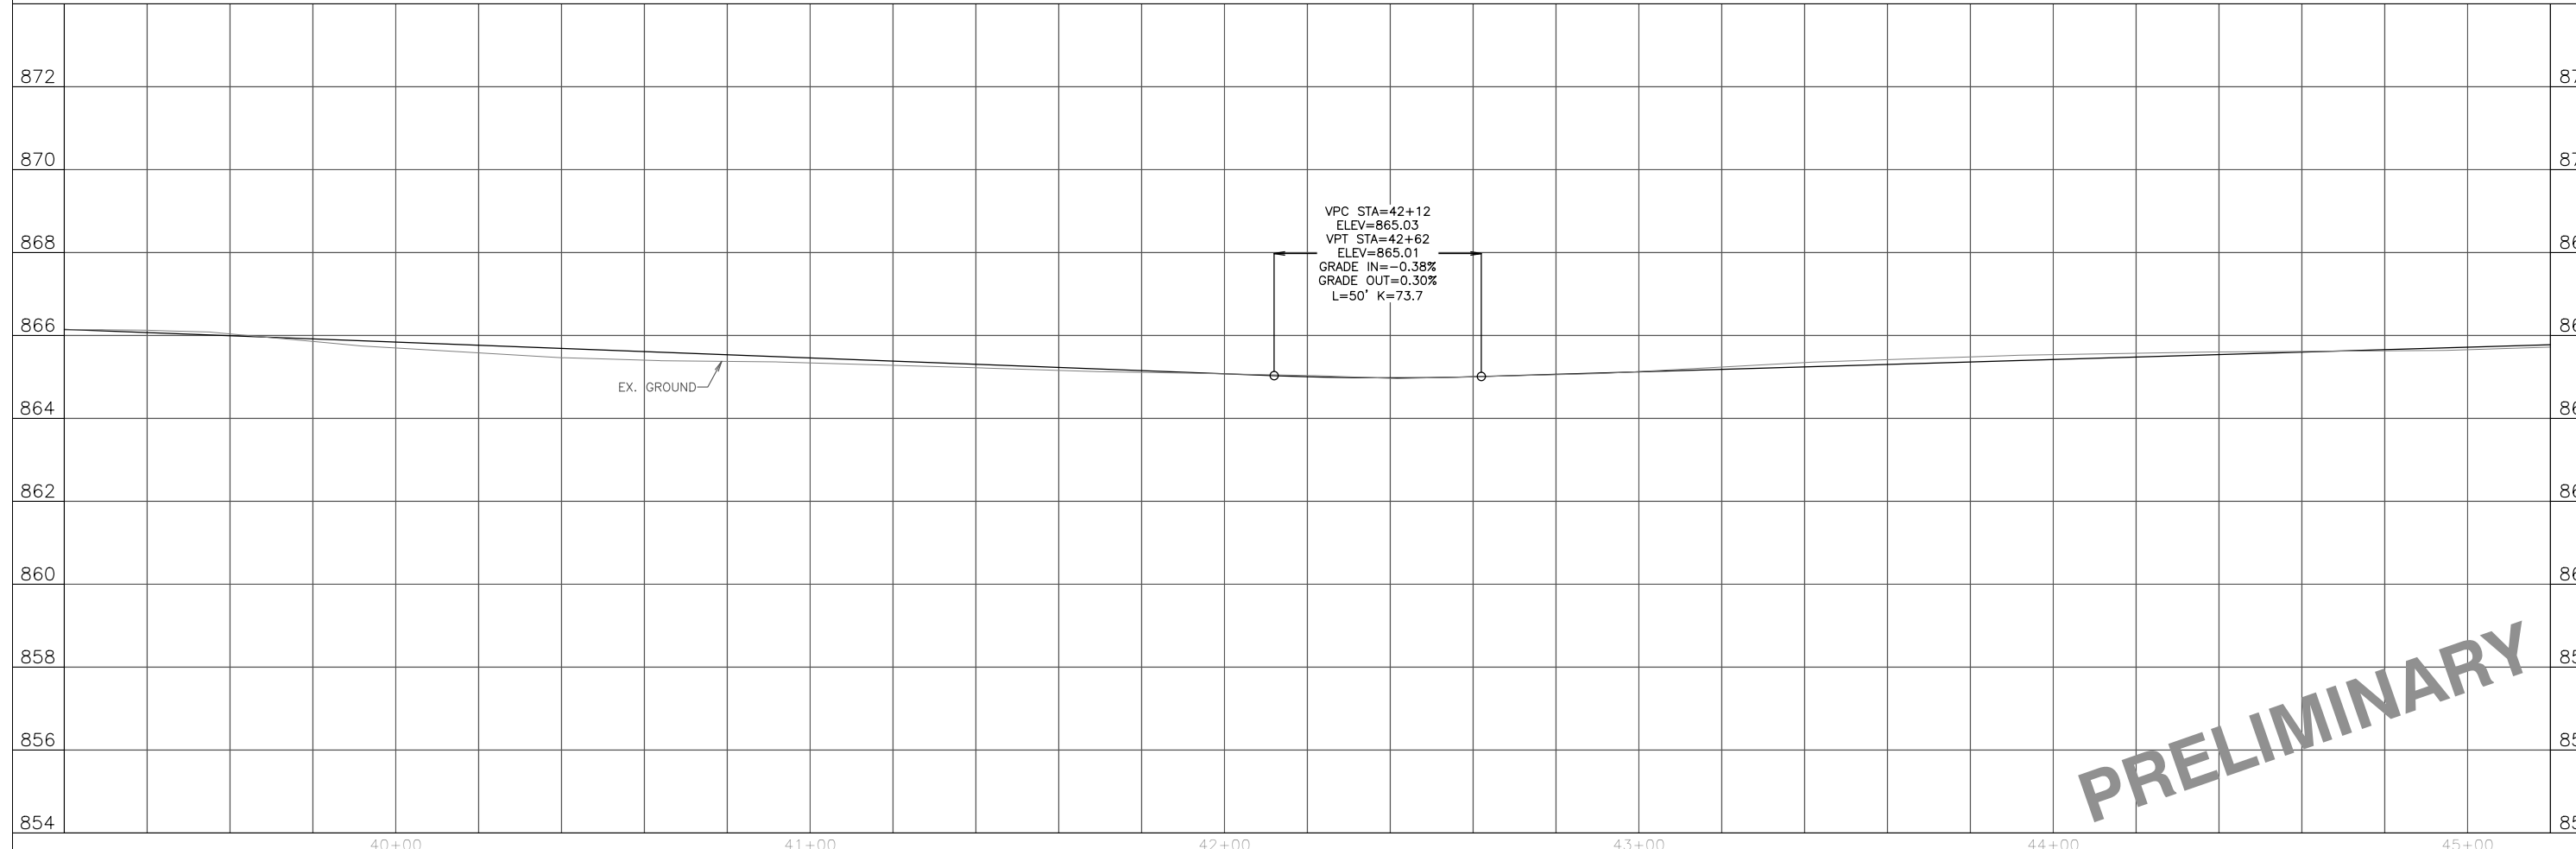 872
870
868
866
864
862
860
858
856
854
VPC STA=42+12
ELEV=865.03
VPT STA=42+62
ELEV=865.01
GRADE IN=-0.38%
GRADE OUT=0.30%
L=50' K=73.7
EX. GROUND
PRELIMINARY
40+00
41+00
42+00
43+00
44+00
45+00